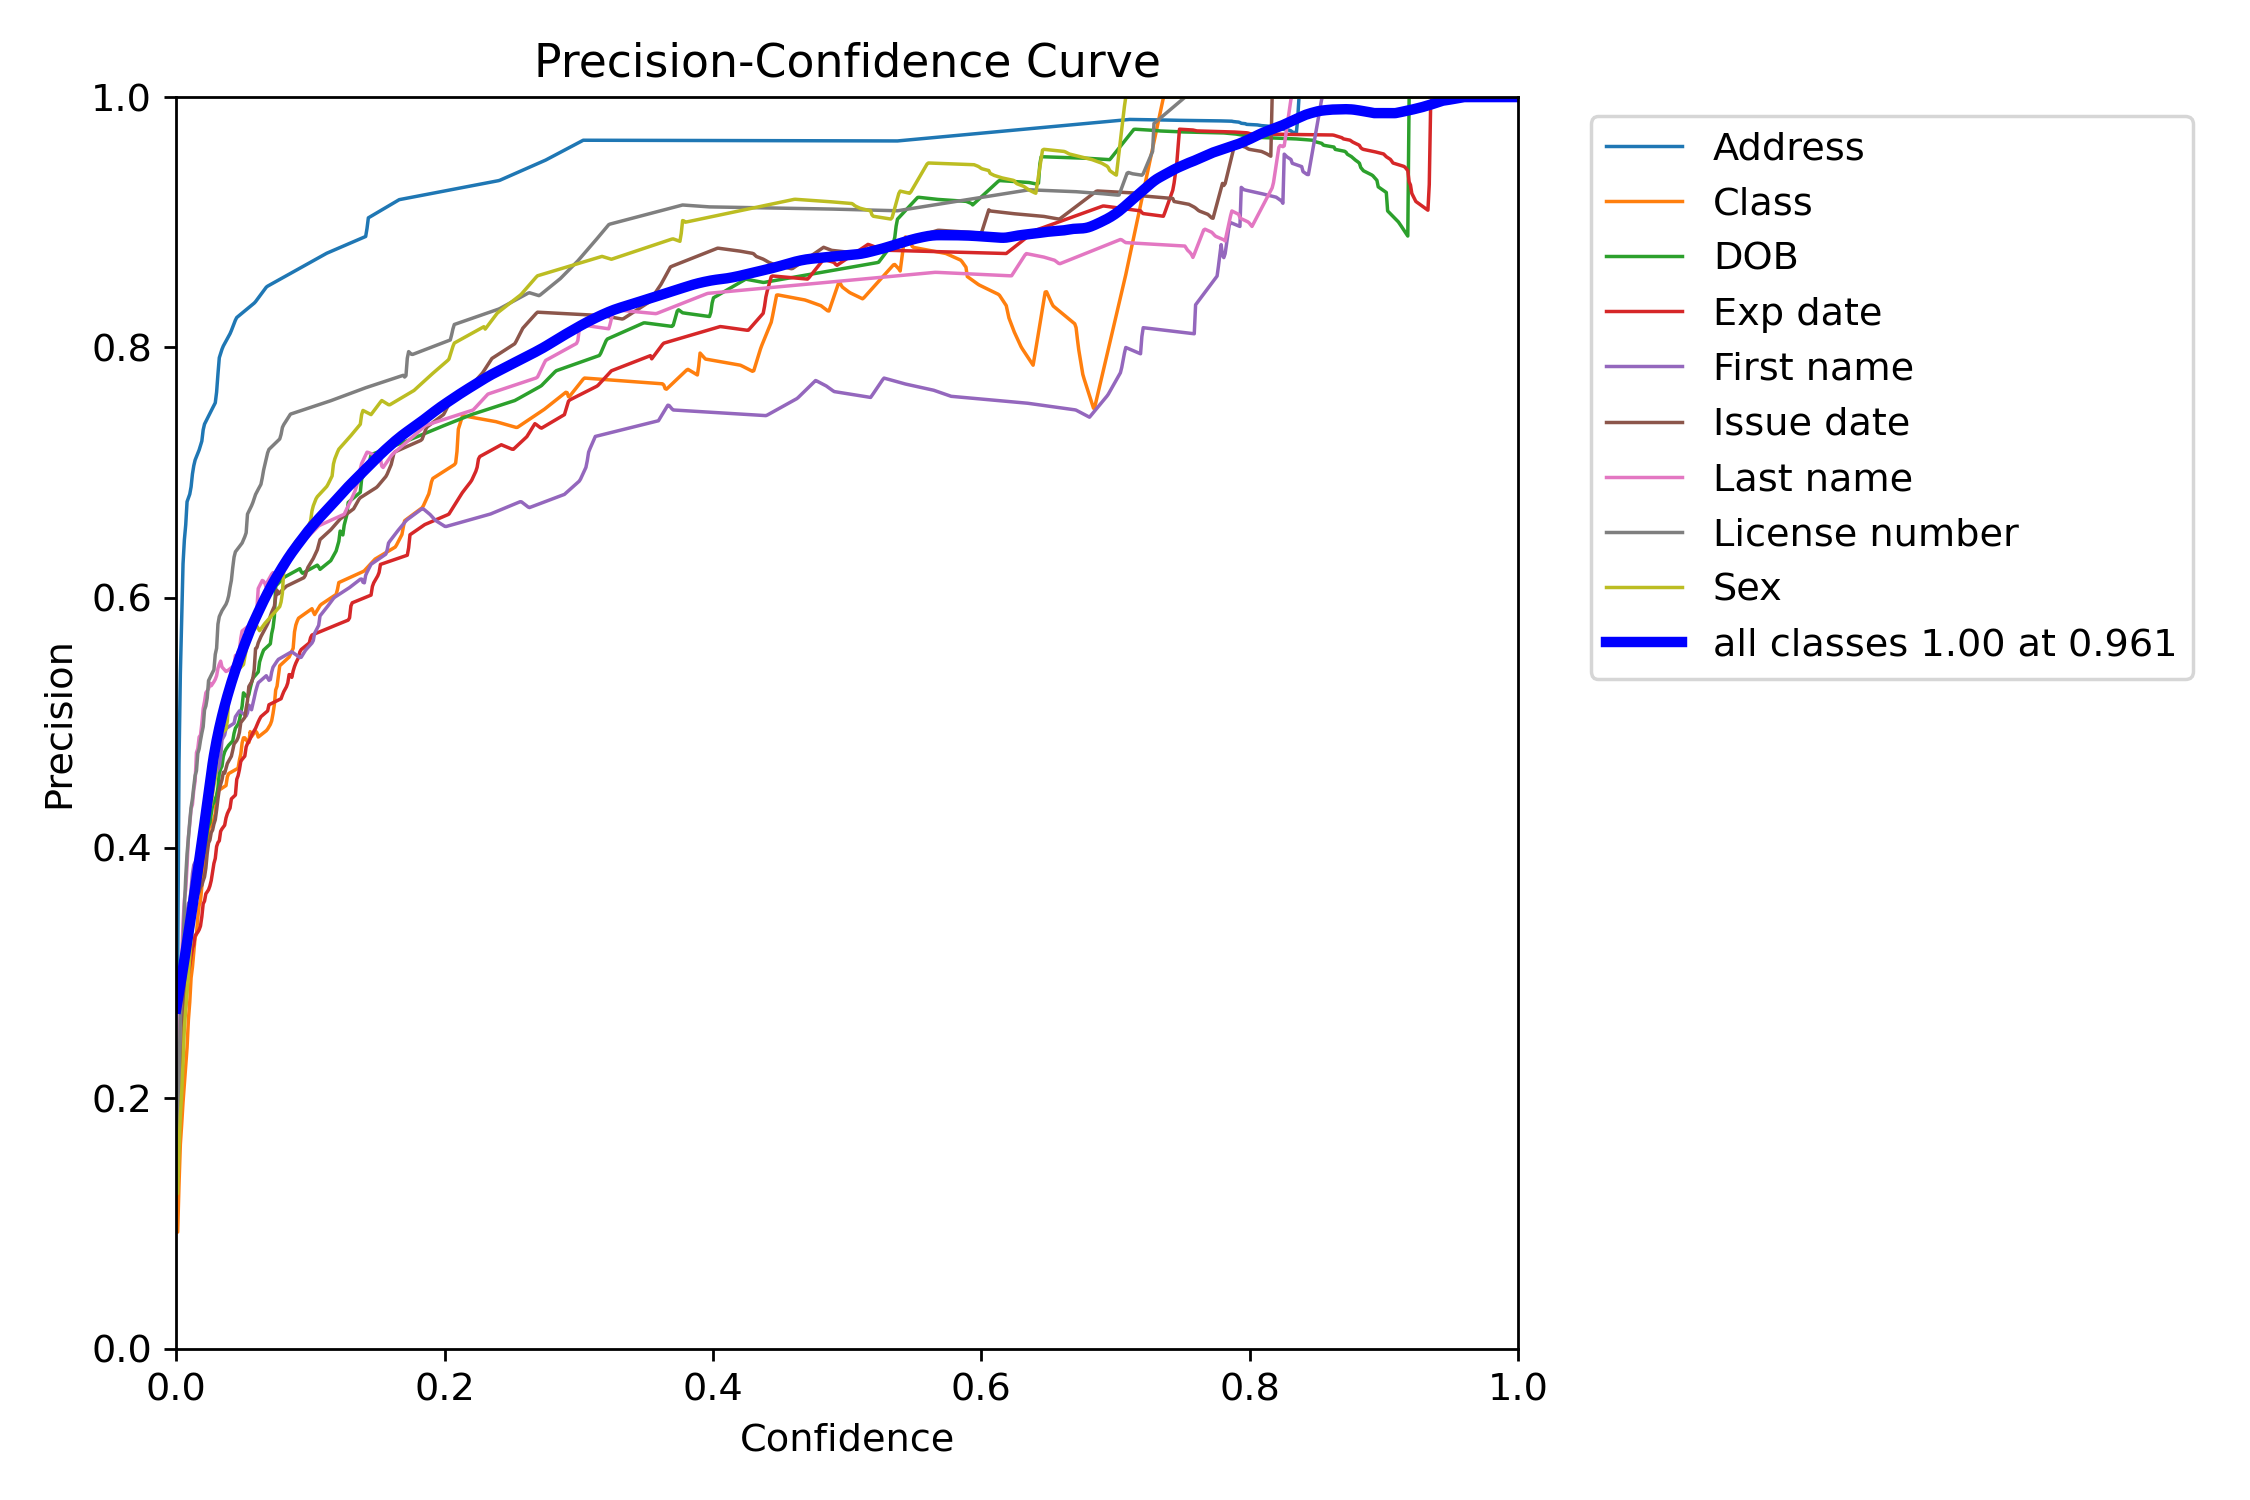 Precision-Confidence Curve
1.0
0.8
0.6
0.4
0.2
0.0
Precision
0.0 0.2 0.4 0.6 0.8 1.0
Confidence
Address
Class
DOB
Exp date
First name
Issue date
Last name
License number
Sex
all classes 1.00 at 0.961